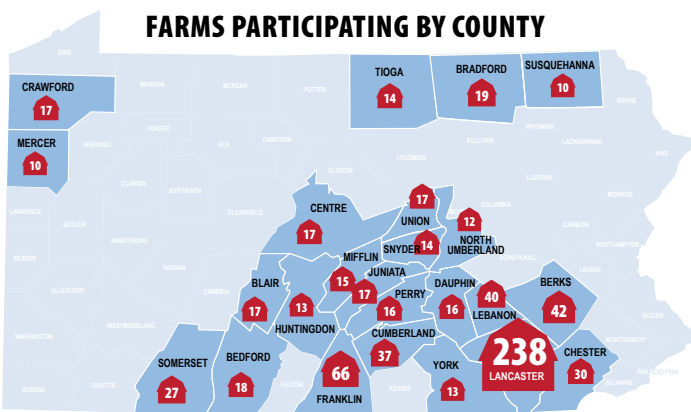 FARMS PARTICIPATING BY COUNTY
ERIE
CRAWFORD
17
WARREN
MCKEAN
POTTER
TIOGA
14
BRADFORD
19
SUSQUEHANNA
10
WAYNE
MERCER
10
VENANGO
FOREST
ELK
CAMERON
CLINTON
LYCOMING
SULLIVAN
WYOMING
LACKAWANNA
PIKE
LUZERNE
MONROE
CLARION
JEFFERSON
CLEARFIELD
CENTRE
17
17
UNION
COLUMBIA
12
NORTH
UMBERLAND
SNYDER
14
CARBON
NORTHAMPTON
LAWRENCE
BUTLER
ARMSTRONG
INDIANA
BEAVER
ALLEGHENY
CAMBRIA
BLAIR
17
MIFFLIN
15
JUNIATA
17
HUNTINGDON
13
PERRY
16
DAUPHIN
16
SCHUYLKILL
LEHIGH
LEBANON
40
BERKS
42
BUCKS
WASHINGTON
WESTMORELAND
CUMBERLAND
37
238
LANCASTER
MONTGOMERY
CHESTER
30
PHILADELPHIA
DELAWARE
GREENE
FAYETTE
SOMERSET
27
BEDFORD
18
FULTON
66
FRANKLIN
ADAMS
YORK
13